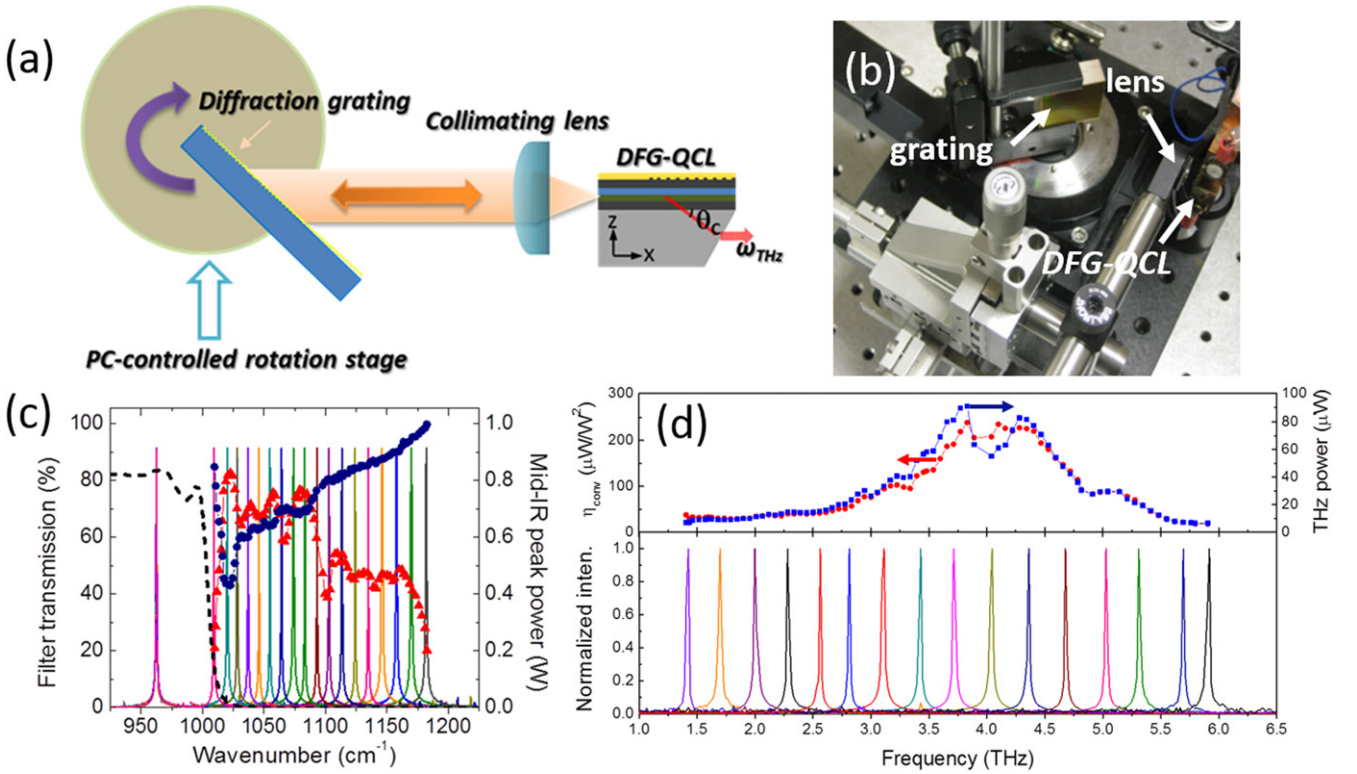 (a)
Diffraction grating
Collimating lens
DFG-QCL
θc
Z
X
ωTHz
PC-controlled rotation stage
(b)
lens
grating
DFG-QCL
(c)
Filter transmission (%)
100
80
60
40
20
0
950 1000 1050 1100 1150 1200
Wavenumber (cm⁻¹)
1.0
0.8
0.6
0.4
0.2
0.0
Mid-IR peak power (W)
(d)
ηconv (μW/W²)
300
200
100
0
100
80
60
40
20
0
THz power (μW)
Normalized inten.
1.0
0.8
0.6
0.4
0.2
0.0
1.0 1.5 2.0 2.5 3.0 3.5 4.0 4.5 5.0 5.5 6.0 6.5
Frequency (THz)